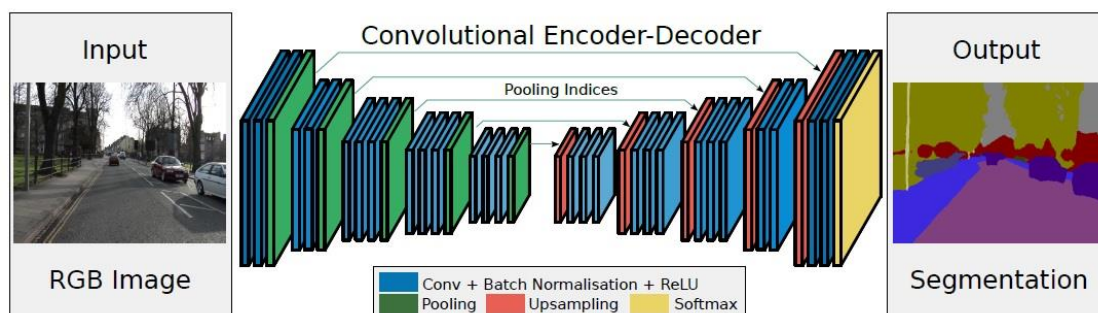 Input
RGB Image
Convolutional Encoder-Decoder
Pooling Indices
Conv + Batch Normalisation + ReLU
Pooling Upsampling Softmax
Output
Segmentation